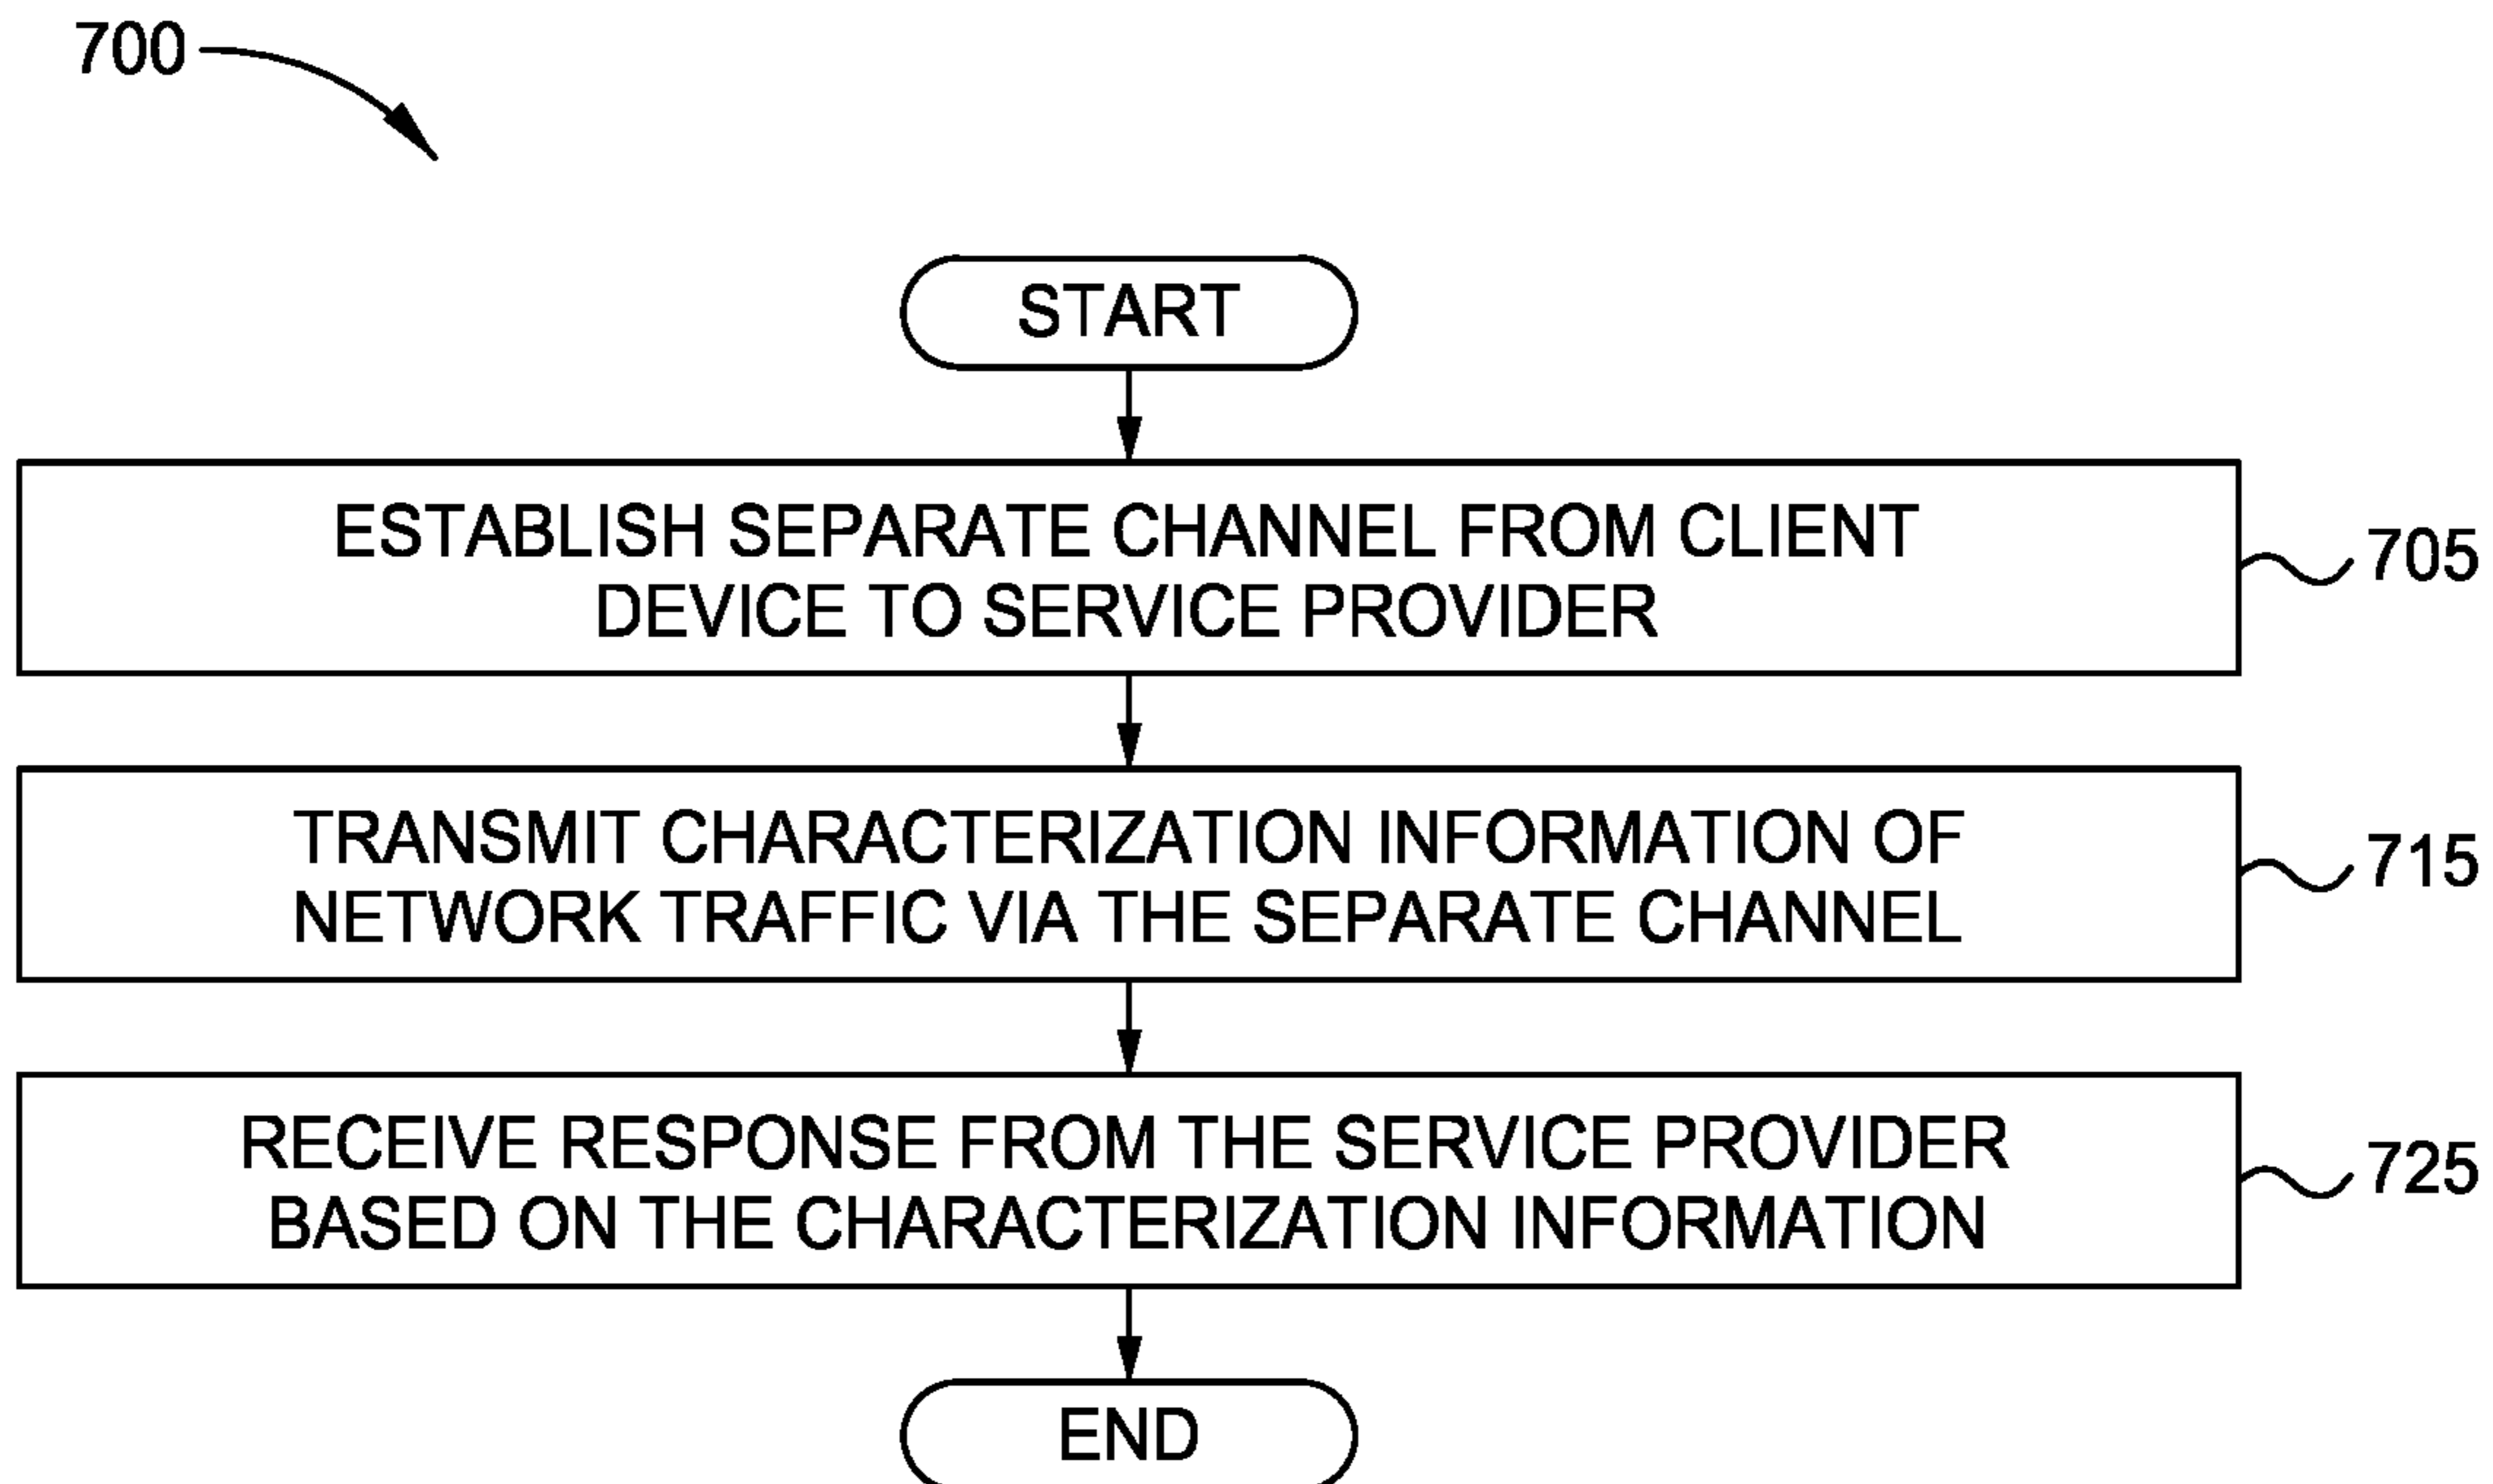 700
START
ESTABLISH SEPARATE CHANNEL FROM CLIENT
DEVICE TO SERVICE PROVIDER
705
TRANSMIT CHARACTERIZATION INFORMATION OF
NETWORK TRAFFIC VIA THE SEPARATE CHANNEL
715
RECEIVE RESPONSE FROM THE SERVICE PROVIDER
BASED ON THE CHARACTERIZATION INFORMATION
725
END